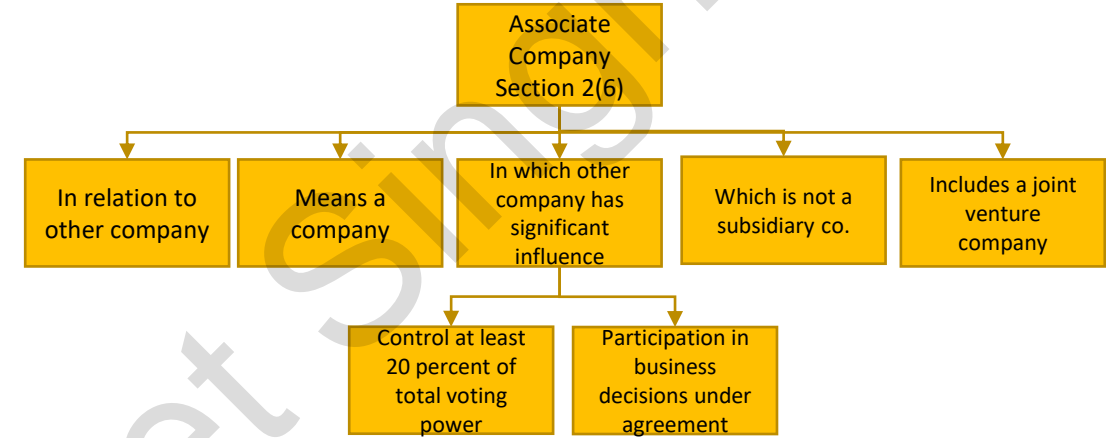 Associate
Company
Section 2(6)
In relation to
other company
Means a
company
In which other
company has
significant
influence
Which is not a
subsidiary co.
Includes a joint
venture
company
Control at least
20 percent of
total voting
power
Participation in
business
decisions under
agreement